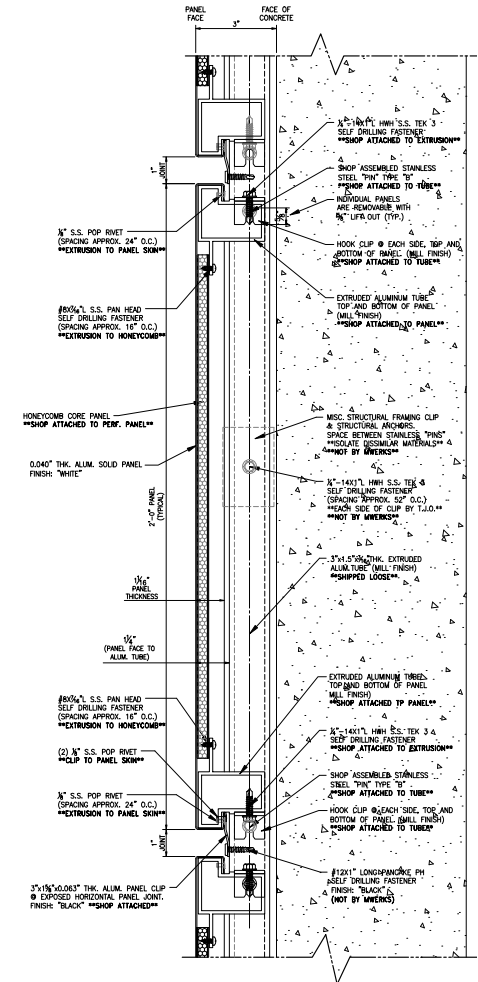 PANEL
FACE
FACE OF
CONCRETE
3"
1"
JOINT
⅛" S.S. POP RIVET
(SPACING APPROX. 24" O.C.)
**EXTRUSION TO PANEL SKIN**
#8X⁷⁄₁₆"L S.S. PAN HEAD
SELF DRILLING FASTENER
(SPACING APPROX. 16" O.C.)
**EXTRUSION TO HONEYCOMB**
HONEYCOMB CORE PANEL
**SHOP ATTACHED TO PERF. PANEL**
0.040" THK. ALUM. SOLID PANEL
FINISH: "WHITE"
2'-0" PANEL
(TYPICAL)
1¹⁄₁₆"
PANEL
THICKNESS
1¼"
(PANEL FACE TO
ALUM. TUBE)
#8X⁷⁄₁₆"L S.S. PAN HEAD
SELF DRILLING FASTENER
(SPACING APPROX. 16" O.C.)
**EXTRUSION TO HONEYCOMB**
(2) ⅛" S.S. POP RIVET
**CLIP TO PANEL SKIN**
⅛" S.S. POP RIVET
(SPACING APPROX. 24" O.C.)
**EXTRUSION TO PANEL SKIN**
1"
JOINT
3"x1⅝"x0.063" THK. ALUM. PANEL CLIP
@ EXPOSED HORIZONTAL PANEL JOINT.
FINISH: "BLACK" **SHOP ATTACHED**
¼"-14X1"L HWH S.S. TEK 3
SELF DRILLING FASTENER
**SHOP ATTACHED TO EXTRUSION**
SHOP ASSEMBLED STAINLESS
STEEL "PIN" TYPE "B"
**SHOP ATTACHED TO TUBE**
INDIVIDUAL PANELS
ARE REMOVABLE WITH
LIFT OUT (TYP.)
HOOK CLIP @ EACH SIDE, TOP AND
BOTTOM OF PANEL. (MILL FINISH)
**SHOP ATTACHED TO TUBE**
EXTRUDED ALUMINUM TUBE
TOP AND BOTTOM OF PANEL
(MILL FINISH)
**SHOP ATTACHED TO PANEL**
MISC. STRUCTURAL FRAMING CLIP
& STRUCTURAL ANCHORS.
SPACE BETWEEN STAINLESS "PINS"
**ISOLATE DISSIMILAR MATERIALS**
**NOT BY MWERKS**
¼"-14X1"L HWH S.S. TEK 3
SELF DRILLING FASTENER
(SPACING APPROX. 52" O.C.)
**EACH SIDE OF CLIP BY T.J.O.**
**NOT BY MWERKS**
3"x1.5"x THK. EXTRUDED
ALUM. TUBE (MILL FINISH)
**SHIPPED LOOSE**
EXTRUDED ALUMINUM TUBE
TOP AND BOTTOM OF PANEL
MILL FINISH)
**SHOP ATTACHED TP PANEL**
¼"-14X1"L HWH S.S. TEK 3
SELF DRILLING FASTENER
**SHOP ATTACHED TO EXTRUSION**
SHOP ASSEMBLED STAINLESS
STEEL "PIN" TYPE "B"
**SHOP ATTACHED TO TUBE**
HOOK CLIP @ EACH SIDE, TOP AND
BOTTOM OF PANEL. (MILL FINISH)
**SHOP ATTACHED TO TUBE**
#12X1" LONG PANCAKE PH
SELF DRILLING FASTENER
FINISH: "BLACK"
(NOT BY MWERKS)